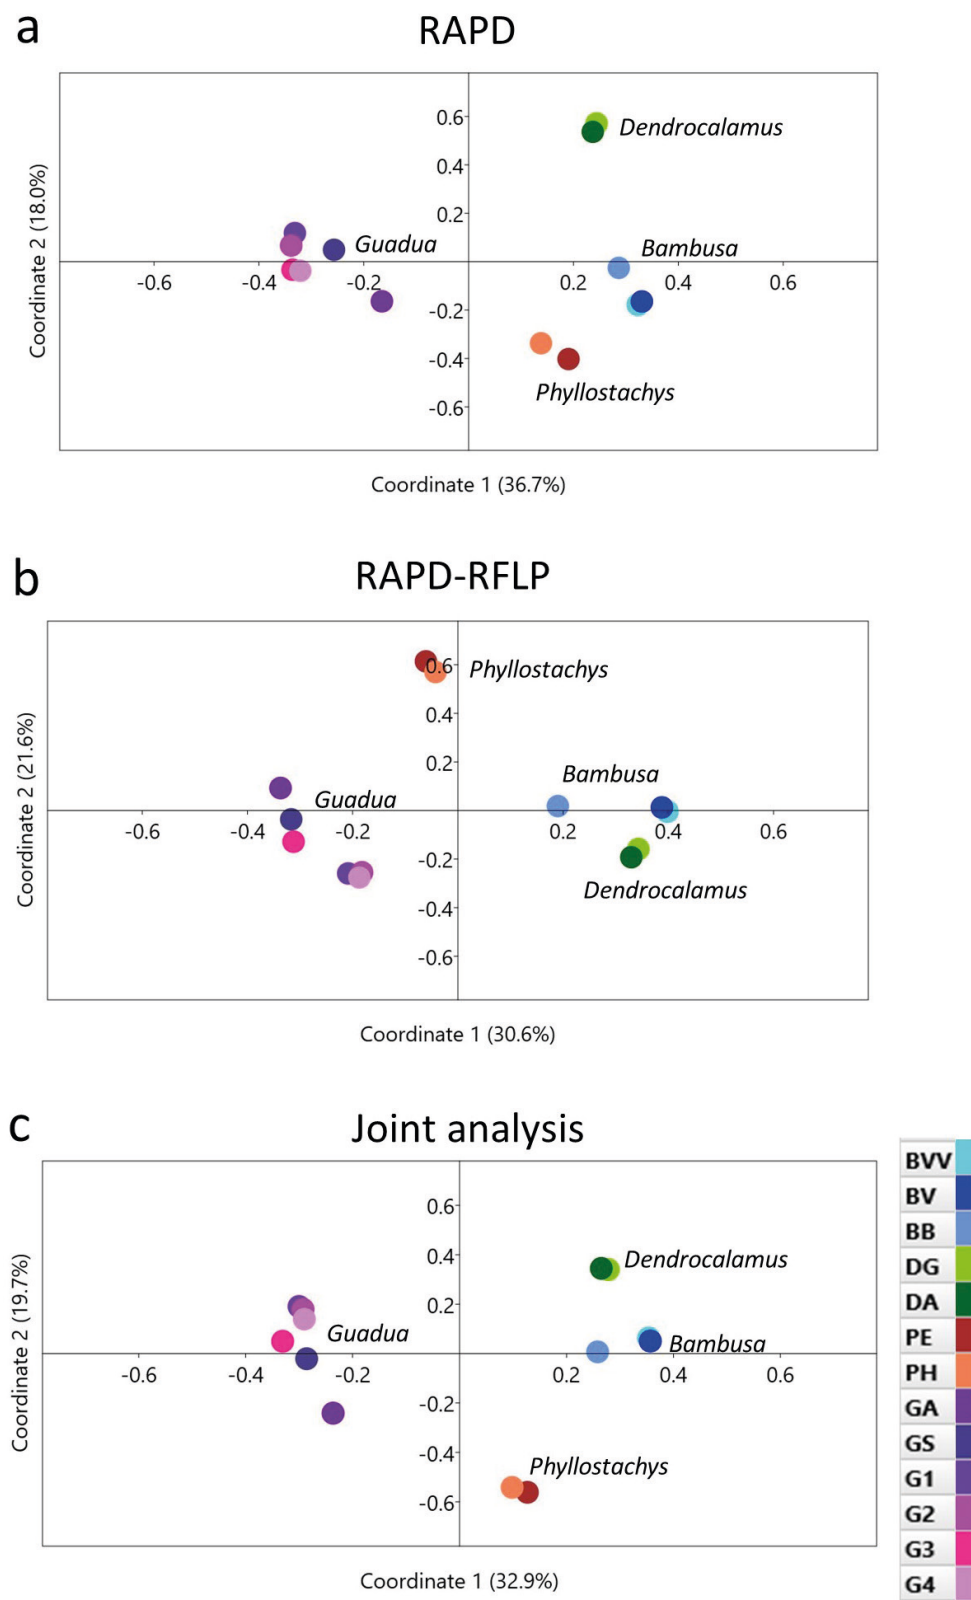 a
RAPD
0.6
Dendrocalamus
0.4
0.2
Guadua
Bambusa
-0.6 -0.4 -0.2 0.2 0.4 0.6
-0.2
-0.4
Phyllostachys
-0.6
Coordinate 2 (18.0%)
Coordinate 1 (36.7%)
b
RAPD-RFLP
0.6
Phyllostachys
0.4
0.2
Bambusa
Guadua
-0.6 -0.4 -0.2 0.2 0.4 0.6
-0.2
Dendrocalamus
-0.4
-0.6
Coordinate 2 (21.6%)
Coordinate 1 (30.6%)
c
Joint analysis
0.6
0.4
Dendrocalamus
0.2
Guadua
Bambusa
-0.6 -0.4 -0.2 0.2 0.4 0.6
-0.2
-0.4
Phyllostachys
-0.6
Coordinate 2 (19.7%)
Coordinate 1 (32.9%)
BVV
BV
BB
DG
DA
PE
PH
GA
GS
G1
G2
G3
G4